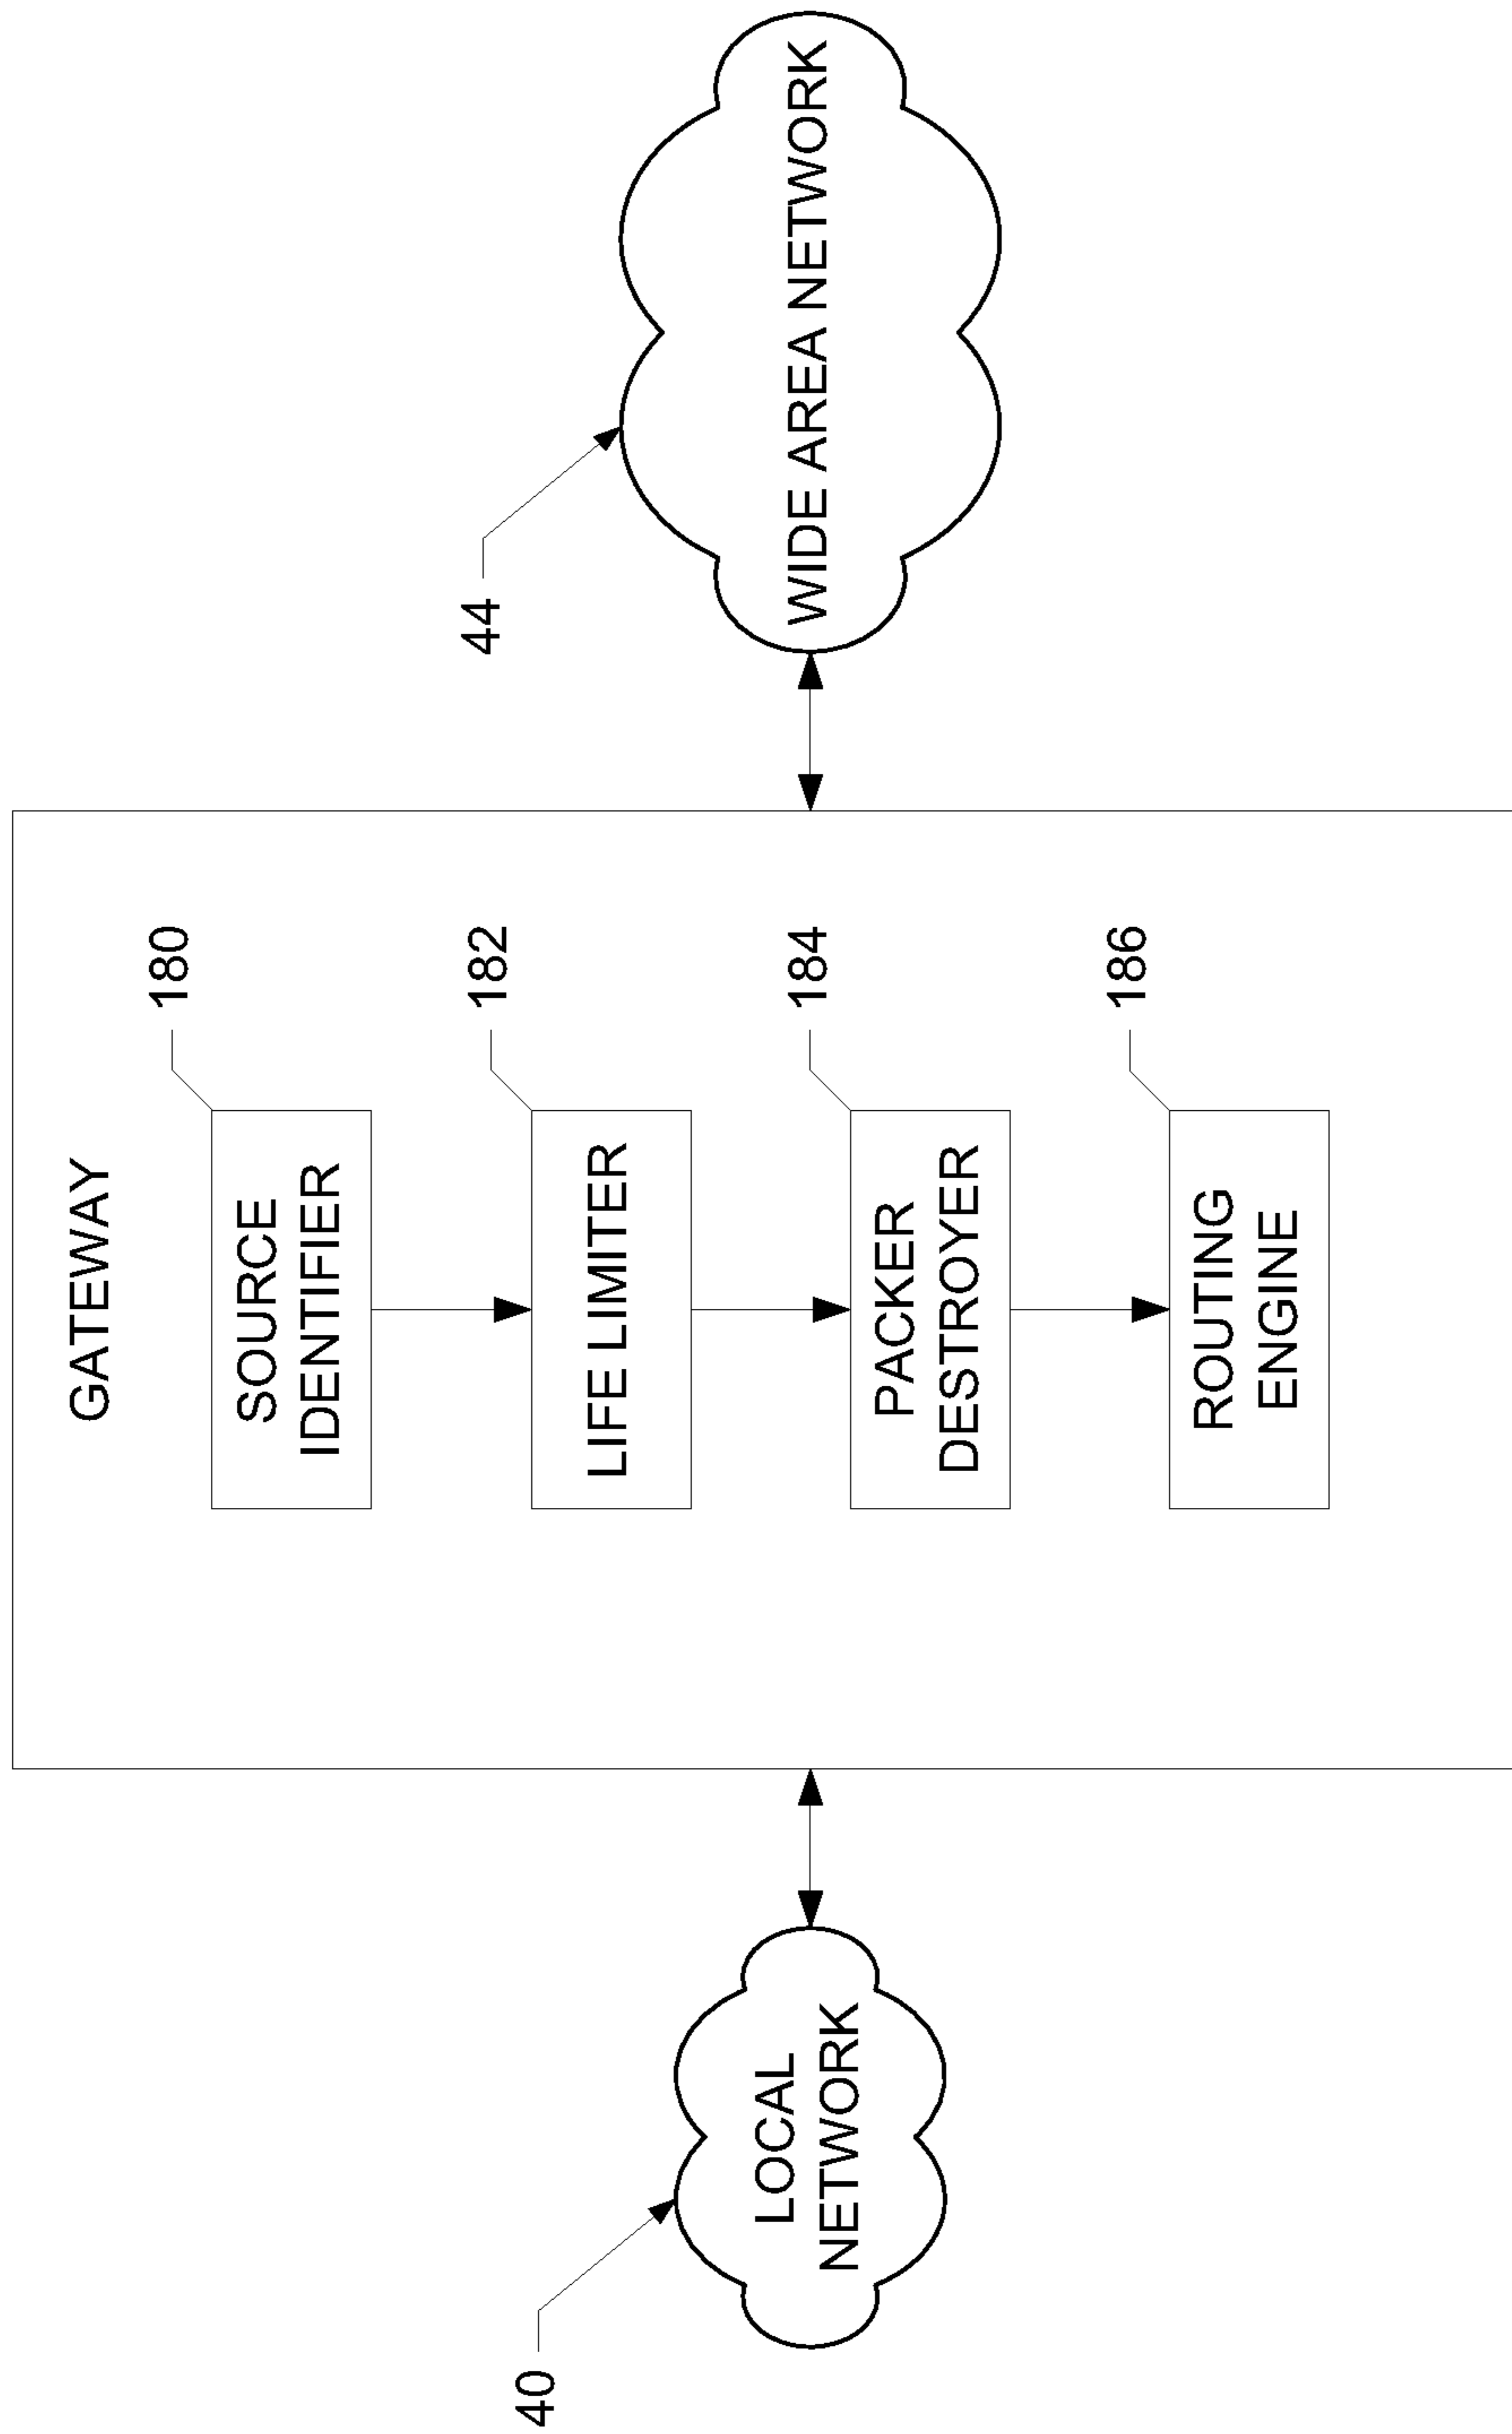 GATEWAY
180
SOURCE
IDENTIFIER
182
LIFE LIMITER
184
PACKER
DESTROYER
186
ROUTING
ENGINE
40
LOCAL
NETWORK
44
WIDE AREA NETWORK